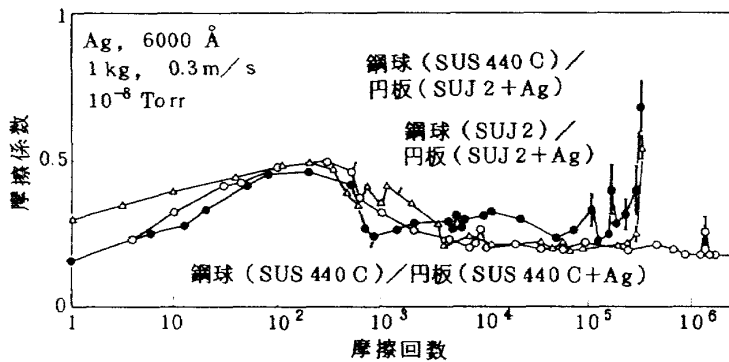 1
Ag, 6000 Å
1 kg, 0.3 m/s
10⁻⁸ Torr
鋼球(SUS 440 C)/
円板(SUJ 2+Ag)
鋼球(SUJ 2)/
円板(SUJ 2+Ag)
摩擦係数
0.5
鋼球(SUS 440 C)/円板(SUS 440 C+Ag)
0
1 10 10² 10³ 10⁴ 10⁵ 10⁶
摩擦回数